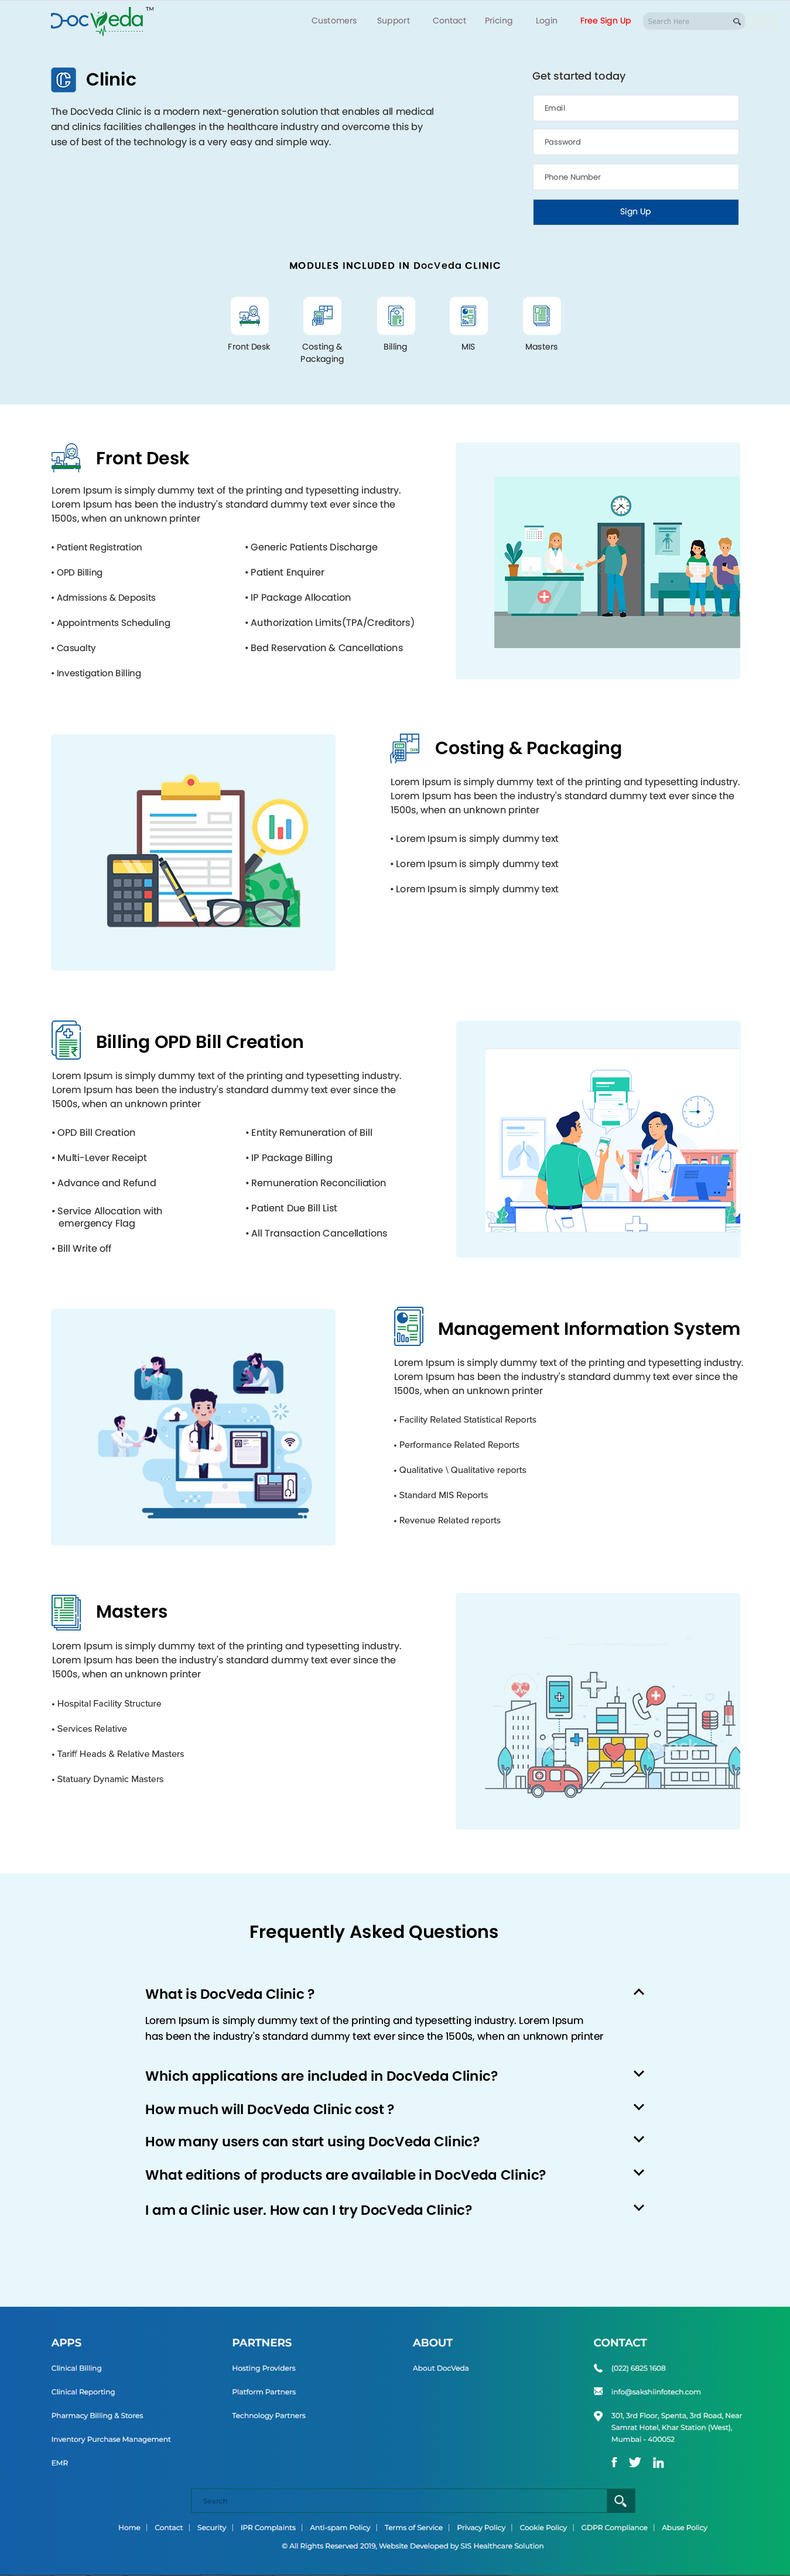 DocVeda™
Customers Support Contact Pricing Login Free Sign Up Search Here
Clinic
The DocVeda Clinic is a modern next-generation solution that enables all medical
and clinics facilities challenges in the healthcare industry and overcome this by
use of best of the technology is a very easy and simple way.
Get started today
Email
Password
Phone Number
Sign Up
MODULES INCLUDED IN DocVeda CLINIC
Front Desk
Costing &
Packaging
Billing
MIS
Masters
Front Desk
Lorem Ipsum is simply dummy text of the printing and typesetting industry.
Lorem Ipsum has been the industry's standard dummy text ever since the
1500s, when an unknown printer
• Patient Registration
• OPD Billing
• Admissions & Deposits
• Appointments Scheduling
• Casualty
• Investigation Billing
• Generic Patients Discharge
• Patient Enquirer
• IP Package Allocation
• Authorization Limits(TPA/Creditors)
• Bed Reservation & Cancellations
Costing & Packaging
Lorem Ipsum is simply dummy text of the printing and typesetting industry.
Lorem Ipsum has been the industry's standard dummy text ever since the
1500s, when an unknown printer
• Lorem Ipsum is simply dummy text
• Lorem Ipsum is simply dummy text
• Lorem Ipsum is simply dummy text
Billing OPD Bill Creation
Lorem Ipsum is simply dummy text of the printing and typesetting industry.
Lorem Ipsum has been the industry's standard dummy text ever since the
1500s, when an unknown printer
• OPD Bill Creation
• Multi-Lever Receipt
• Advance and Refund
• Service Allocation with
emergency Flag
• Bill Write off
• Entity Remuneration of Bill
• IP Package Billing
• Remuneration Reconciliation
• Patient Due Bill List
• All Transaction Cancellations
Management Information System
Lorem Ipsum is simply dummy text of the printing and typesetting industry.
Lorem Ipsum has been the industry's standard dummy text ever since the
1500s, when an unknown printer
• Facility Related Statistical Reports
• Performance Related Reports
• Qualitative \ Qualitative reports
• Standard MIS Reports
• Revenue Related reports
Masters
Lorem Ipsum is simply dummy text of the printing and typesetting industry.
Lorem Ipsum has been the industry's standard dummy text ever since the
1500s, when an unknown printer
• Hospital Facility Structure
• Services Relative
• Tariff Heads & Relative Masters
• Statuary Dynamic Masters
Frequently Asked Questions
What is DocVeda Clinic ?
Lorem Ipsum is simply dummy text of the printing and typesetting industry. Lorem Ipsum
has been the industry's standard dummy text ever since the 1500s, when an unknown printer
Which applications are included in DocVeda Clinic?
How much will DocVeda Clinic cost ?
How many users can start using DocVeda Clinic?
What editions of products are available in DocVeda Clinic?
I am a Clinic user. How can I try DocVeda Clinic?
APPS
Clinical Billing
Clinical Reporting
Pharmacy Billing & Stores
Inventory Purchase Management
EMR
PARTNERS
Hosting Providers
Platform Partners
Technology Partners
ABOUT
About DocVeda
CONTACT
(022) 6825 1608
info@sakshiinfotech.com
301, 3rd Floor, Spenta, 3rd Road, Near
Samrat Hotel, Khar Station (West),
Mumbai - 400052
Search
Home | Contact | Security | IPR Complaints | Anti-spam Policy | Terms of Service | Privacy Policy | Cookie Policy | GDPR Compliance | Abuse Policy
© All Rights Reserved 2019, Website Developed by SIS Healthcare Solution